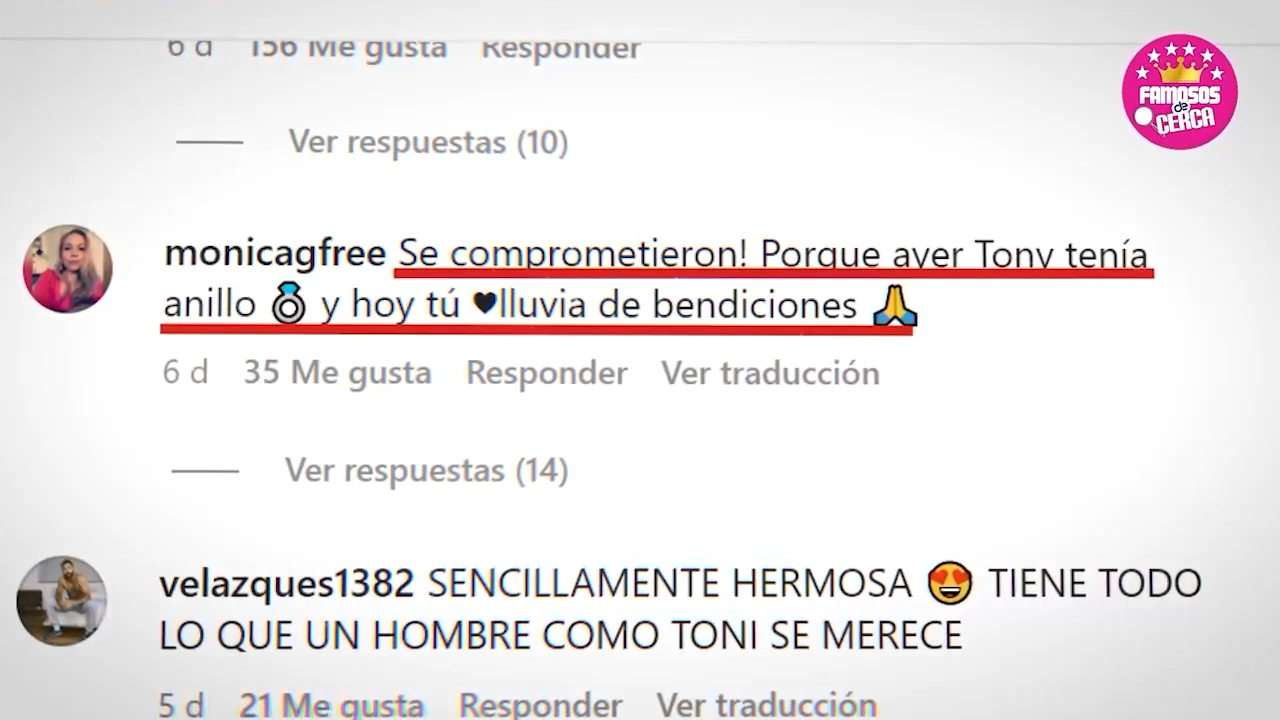 6 d 156 Me gusta Responder
FAMOSOS
de
CERCA
Ver respuestas (10)
monicagfree Se comprometieron! Porque ayer Tony tenía
anillo 💍 y hoy tú 🖤lluvia de bendiciones 🙏
6 d 35 Me gusta Responder Ver traducción
Ver respuestas (14)
velazques1382 SENCILLAMENTE HERMOSA 😍 TIENE TODO
LO QUE UN HOMBRE COMO TONI SE MERECE
5 d 21 Me gusta Responder Ver traducción